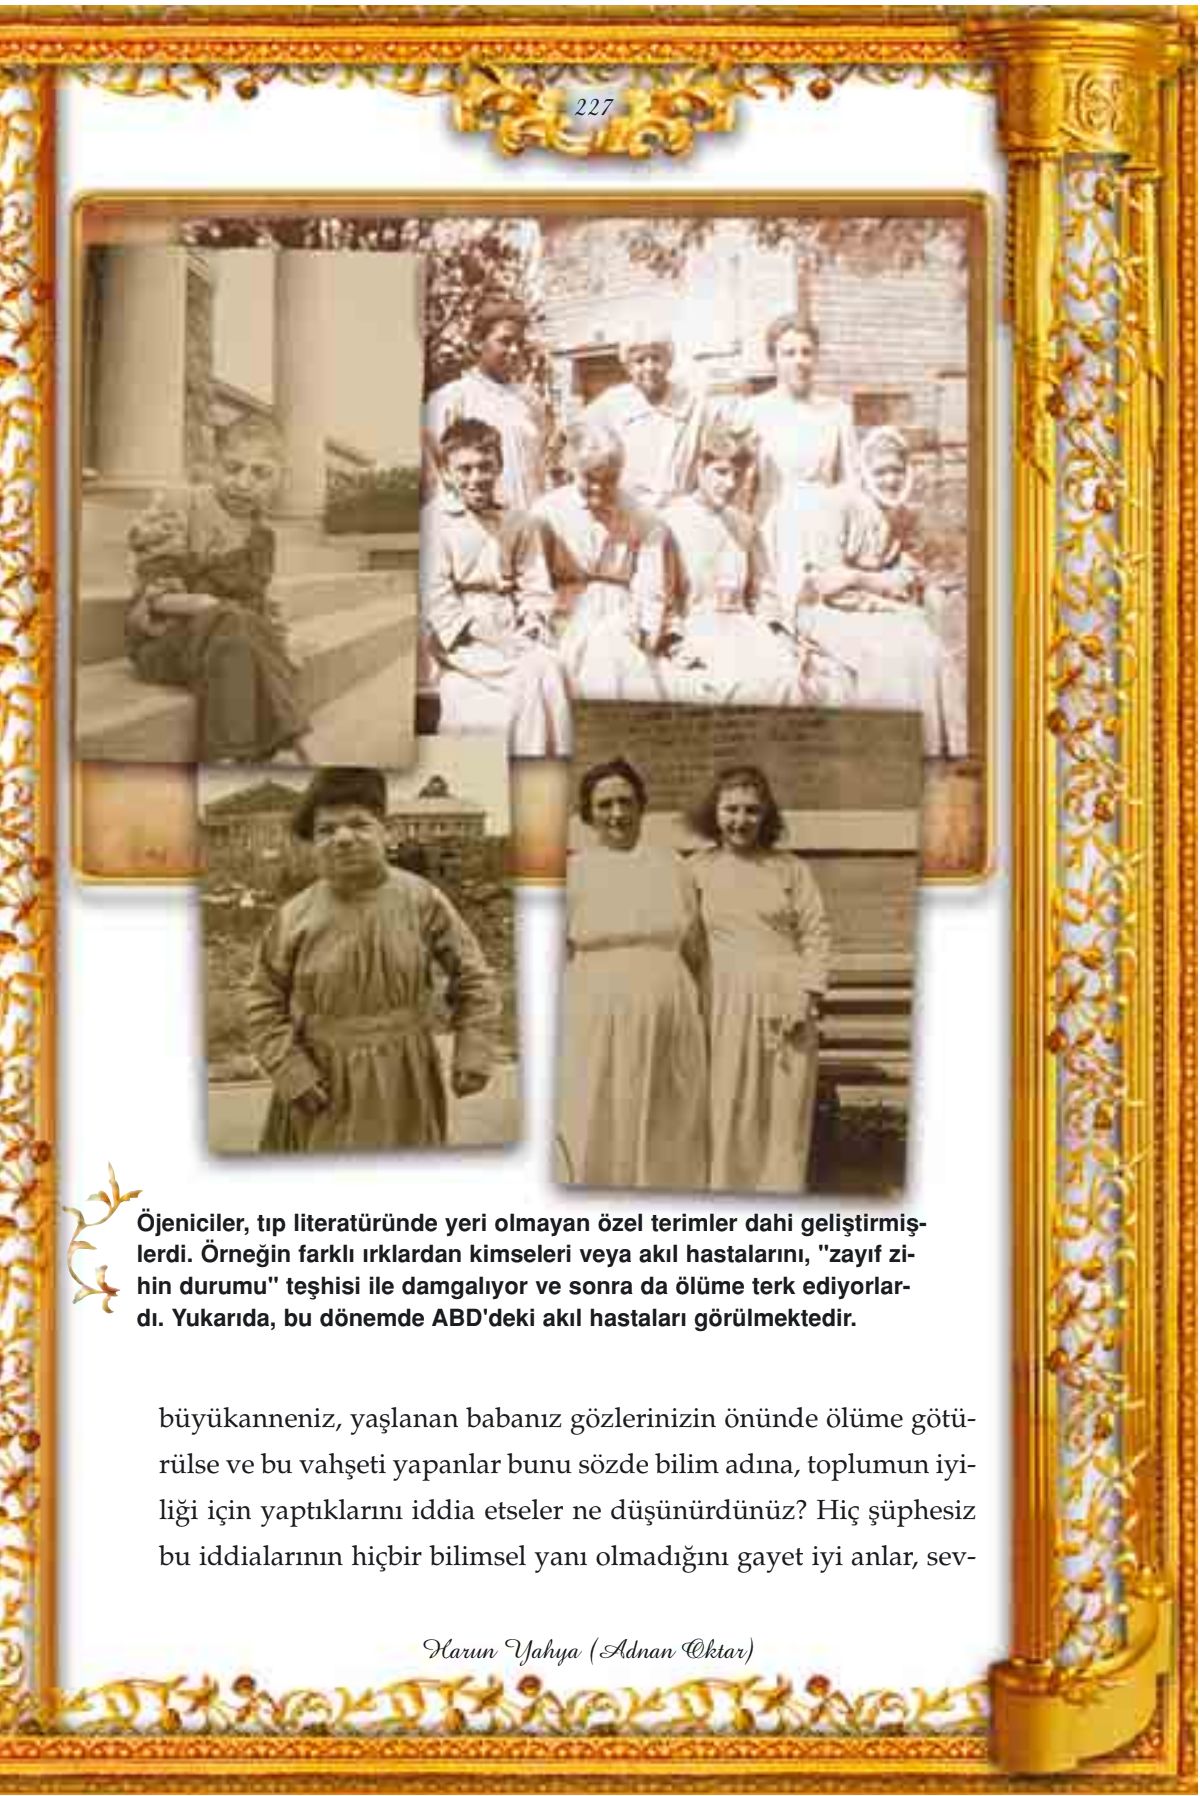 227
Öjeniciler, tıp literatüründe yeri olmayan özel terimler dahi geliştirmiş-
lerdi. Örneğin farklı ırklardan kimseleri veya akıl hastalarını, "zayıf zi-
hin durumu" teşhisi ile damgalıyor ve sonra da ölüme terk ediyorlar-
dı. Yukarıda, bu dönemde ABD'deki akıl hastaları görülmektedir.
büyükanneniz, yaşlanan babanız gözlerinizin önünde ölüme götü-
rülse ve bu vahşeti yapanlar bunu sözde bilim adına, toplumun iyi-
liği için yaptıklarını iddia etseler ne düşünürdünüz? Hiç şüphesiz
bu iddialarının hiçbir bilimsel yanı olmadığını gayet iyi anlar, sev-
Harun Yahya (Adnan Oktar)